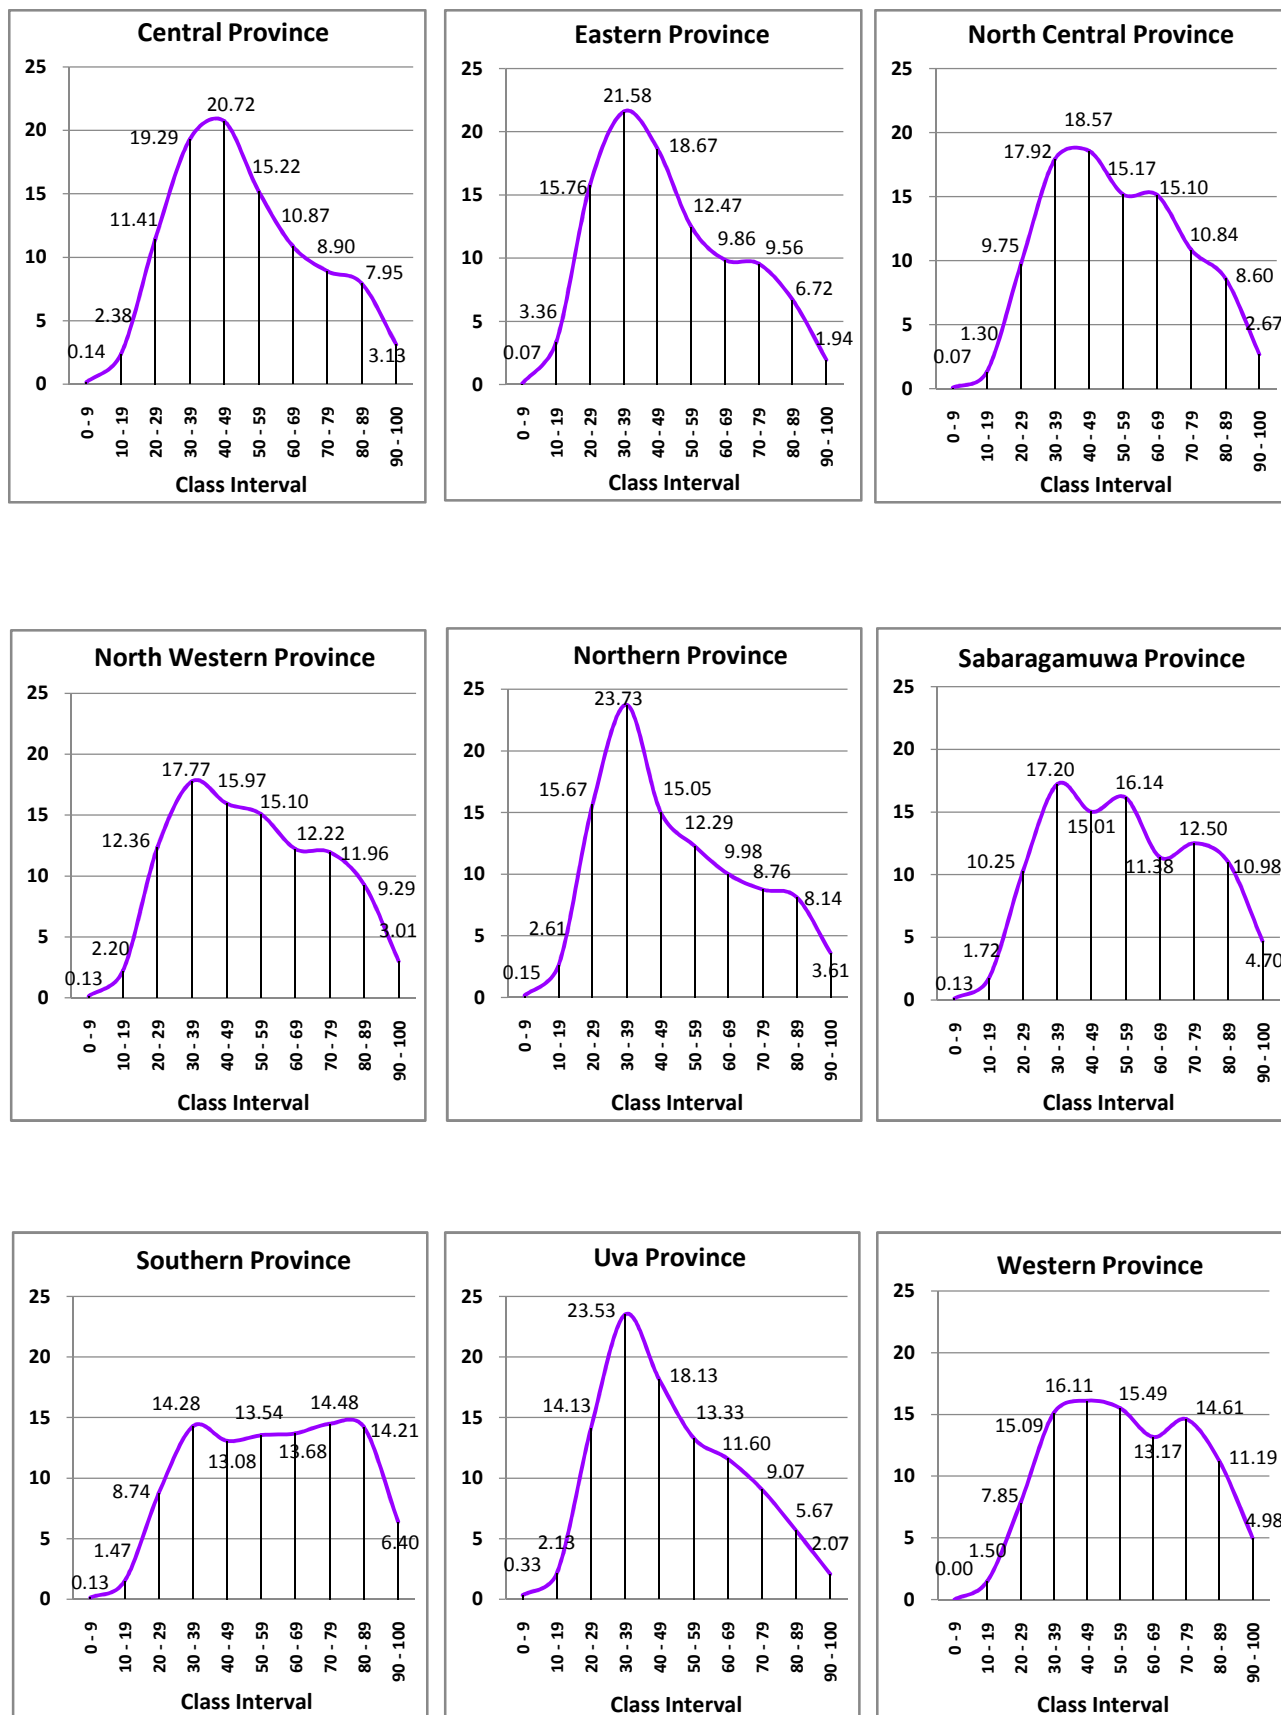 Central Province
25
20
15
10
5
0
0.14
2.38
11.41
19.29
20.72
15.22
10.87
8.90
7.95
3.13
0 - 9
10 - 19
20 - 29
30 - 39
40 - 49
50 - 59
60 - 69
70 - 79
80 - 89
90 - 100
Class Interval
Eastern Province
25
20
15
10
5
0
0.07
3.36
15.76
21.58
18.67
12.47
9.86
9.56
6.72
1.94
0 - 9
10 - 19
20 - 29
30 - 39
40 - 49
50 - 59
60 - 69
70 - 79
80 - 89
90 - 100
Class Interval
North Central Province
25
20
15
10
5
0
0.07
1.30
9.75
17.92
18.57
15.17
15.10
10.84
8.60
2.67
0 - 9
10 - 19
20 - 29
30 - 39
40 - 49
50 - 59
60 - 69
70 - 79
80 - 89
90 - 100
Class Interval
North Western Province
25
20
15
10
5
0
0.13
2.20
12.36
17.77
15.97
15.10
12.22
11.96
9.29
3.01
0 - 9
10 - 19
20 - 29
30 - 39
40 - 49
50 - 59
60 - 69
70 - 79
80 - 89
90 - 100
Class Interval
Northern Province
25
20
15
10
5
0
0.15
2.61
15.67
23.73
15.05
12.29
9.98
8.76
8.14
3.61
0 - 9
10 - 19
20 - 29
30 - 39
40 - 49
50 - 59
60 - 69
70 - 79
80 - 89
90 - 100
Class Interval
Sabaragamuwa Province
25
20
15
10
5
0
0.13
1.72
10.25
17.20
15.01
16.14
11.38
12.50
10.98
4.70
0 - 9
10 - 19
20 - 29
30 - 39
40 - 49
50 - 59
60 - 69
70 - 79
80 - 89
90 - 100
Class Interval
Southern Province
25
20
15
10
5
0
0.13
1.47
8.74
14.28
13.08
13.54
13.68
14.48
14.21
6.40
0 - 9
10 - 19
20 - 29
30 - 39
40 - 49
50 - 59
60 - 69
70 - 79
80 - 89
90 - 100
Class Interval
Uva Province
25
20
15
10
5
0
0.33
2.13
14.13
23.53
18.13
13.33
11.60
9.07
5.67
2.07
0 - 9
10 - 19
20 - 29
30 - 39
40 - 49
50 - 59
60 - 69
70 - 79
80 - 89
90 - 100
Class Interval
Western Province
25
20
15
10
5
0
0.00
1.50
7.85
15.09
16.11
15.49
13.17
14.61
11.19
4.98
0 - 9
10 - 19
20 - 29
30 - 39
40 - 49
50 - 59
60 - 69
70 - 79
80 - 89
90 - 100
Class Interval